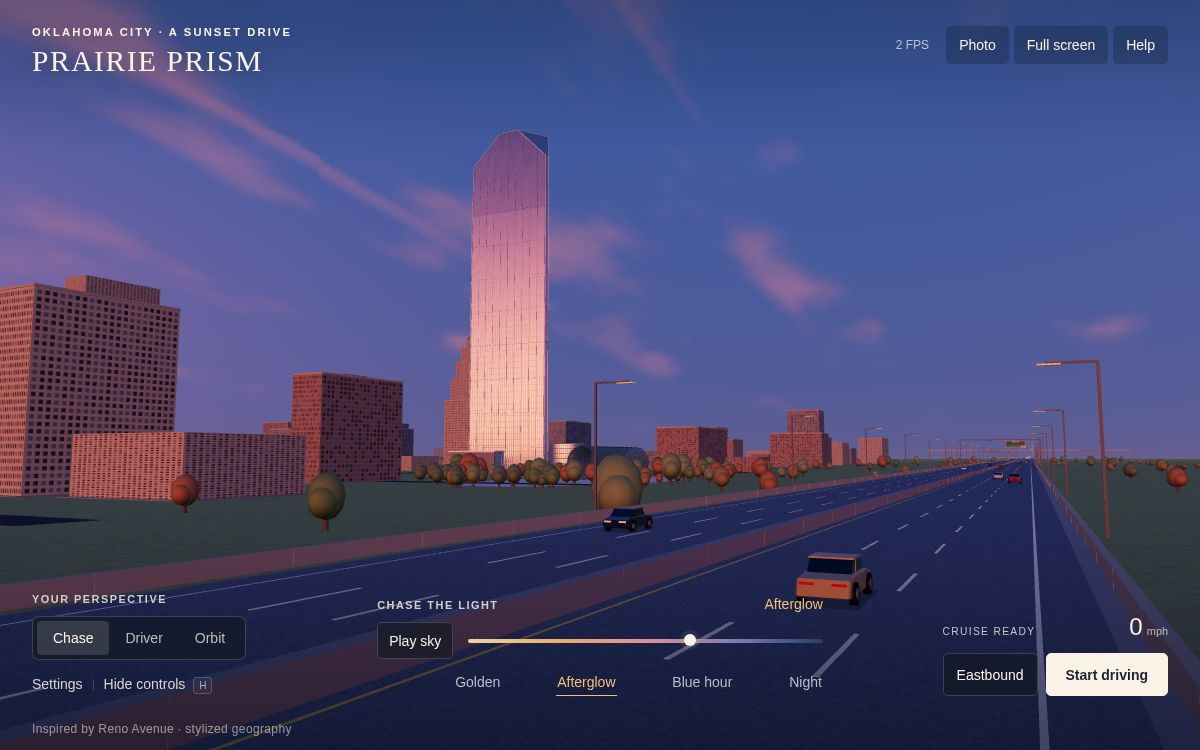 OKLAHOMA CITY · A SUNSET DRIVE
PRAIRIE PRISM
2 FPS
Photo
Full screen
Help
YOUR PERSPECTIVE
Chase
Driver
Orbit
Settings
Hide controls
H
CHASE THE LIGHT
Afterglow
Play sky
Golden
Afterglow
Blue hour
Night
CRUISE READY
0 mph
Eastbound
Start driving
Inspired by Reno Avenue · stylized geography